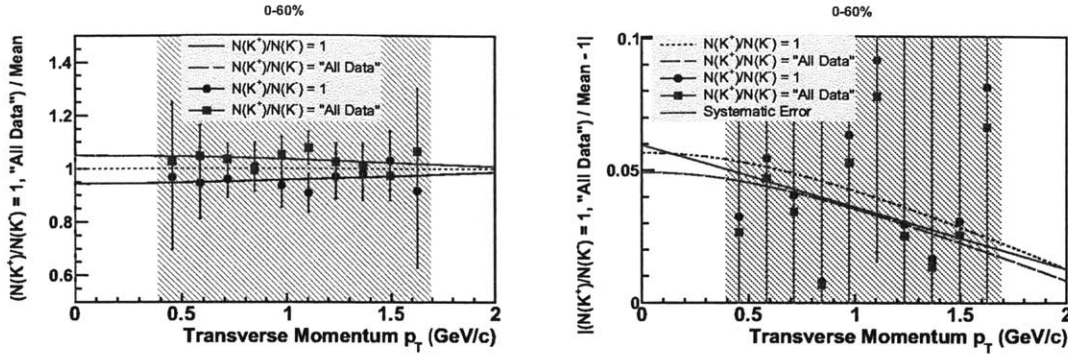 0-60%
(N(K⁺)/N(K⁻) = 1, "All Data") / Mean
1.4
1.2
1
0.8
0.6
N(K⁺)/N(K⁻) = 1
N(K⁺)/N(K⁻) = "All Data"
N(K⁺)/N(K⁻) = 1
N(K⁺)/N(K⁻) = "All Data"
0 0.5 1 1.5 2
Transverse Momentum p_T (GeV/c)
0-60%
|(N(K⁺)/N(K⁻) = 1, "All Data") / Mean - 1|
0.1
0.05
0
N(K⁺)/N(K⁻) = 1
N(K⁺)/N(K⁻) = "All Data"
N(K⁺)/N(K⁻) = 1
N(K⁺)/N(K⁻) = "All Data"
Systematic Error
0 0.5 1 1.5 2
Transverse Momentum p_T (GeV/c)